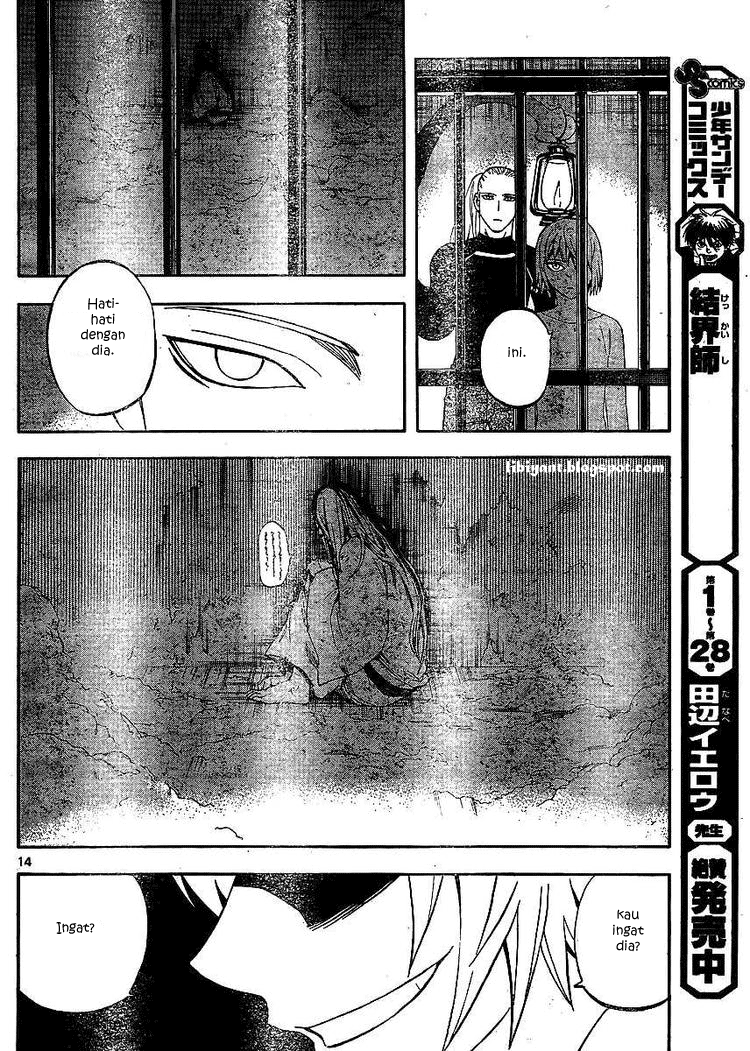 ini.
Hati-
hati
dengan
dia.
libiyant.blogspot.com
14
kau
ingat
dia?
Ingat?
SS comics
少年サンデー
コミックス
結界師
けっかいし
第1巻〜第28巻
田辺イエロウ
たなべ
先生
絶賛
発売中